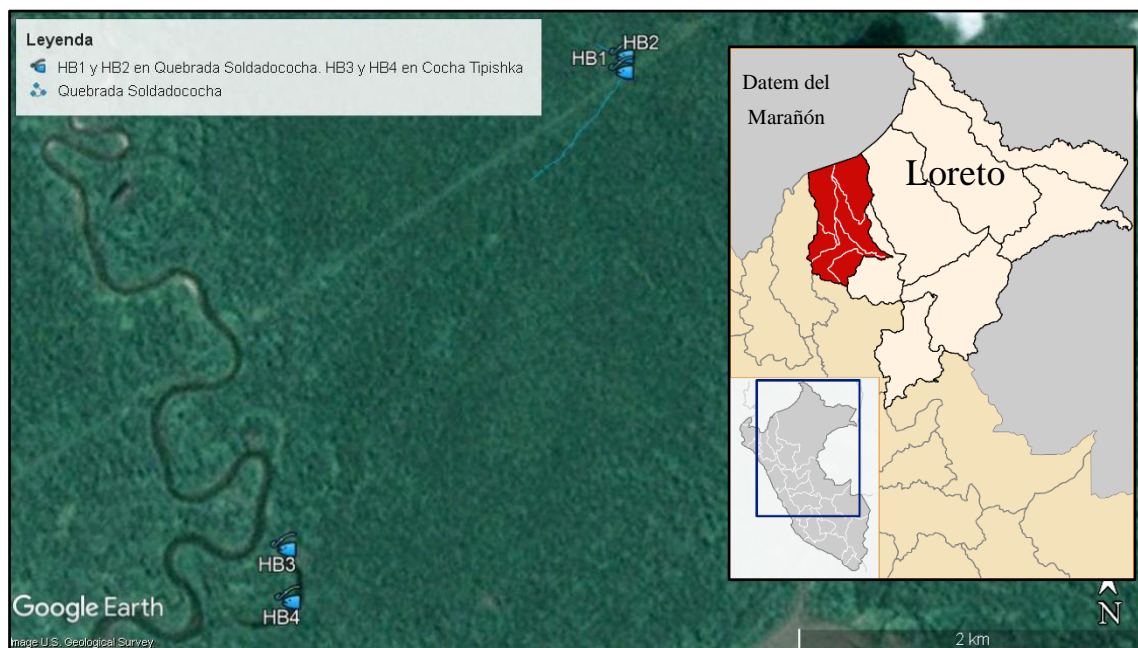 Leyenda
HB1 y HB2 en Quebrada Soldadococha. HB3 y HB4 en Cocha Tipishka
Quebrada Soldadococha
HB2
HB1
Datem del
Marañón
Loreto
HB3
HB4
Google Earth
Image U.S. Geological Survey
N
2 km